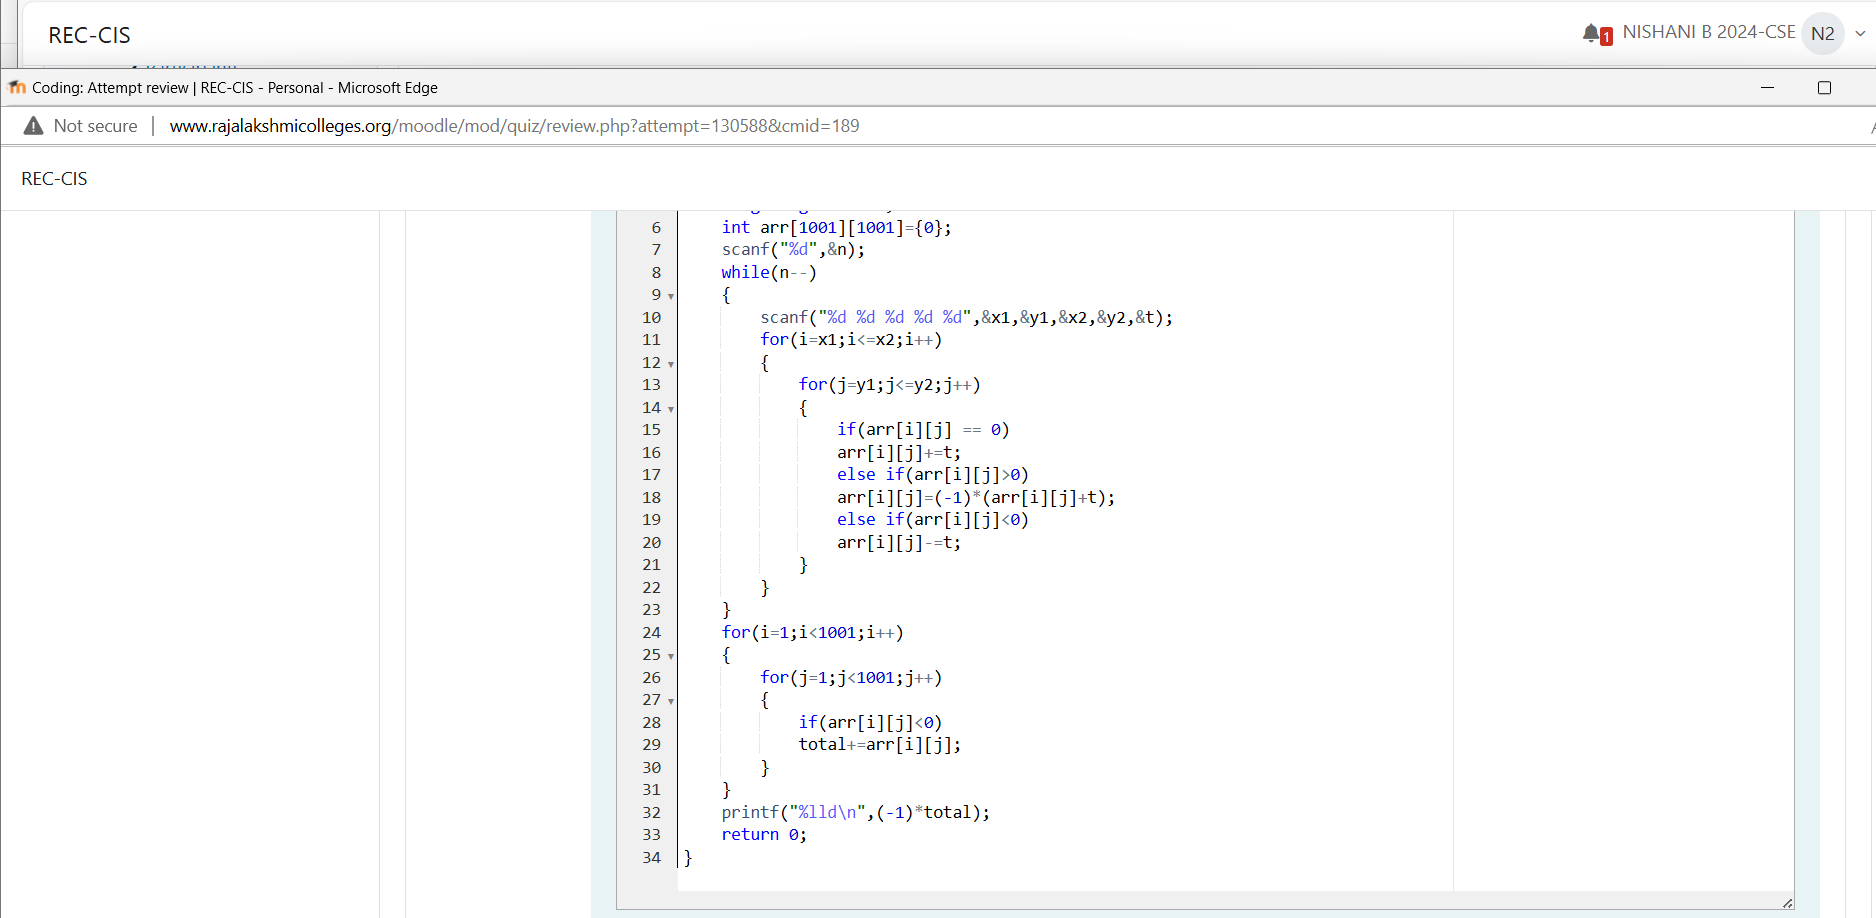 REC-CIS
1
NISHANI B 2024-CSE
N2
Coding: Attempt review | REC-CIS - Personal - Microsoft Edge
Not secure
www.rajalakshmicolleges.org/moodle/mod/quiz/review.php?attempt=130588&cmid=189
REC-CIS
6 int arr[1001][1001]={0};
7 scanf("%d",&n);
8 while(n--)
9 {
10 scanf("%d %d %d %d %d",&x1,&y1,&x2,&y2,&t);
11 for(i=x1;i<=x2;i++)
12 {
13 for(j=y1;j<=y2;j++)
14 {
15 if(arr[i][j] == 0)
16 arr[i][j]+=t;
17 else if(arr[i][j]>0)
18 arr[i][j]=(-1)*(arr[i][j]+t);
19 else if(arr[i][j]<0)
20 arr[i][j]-=t;
21 }
22 }
23 }
24 for(i=1;i<1001;i++)
25 {
26 for(j=1;j<1001;j++)
27 {
28 if(arr[i][j]<0)
29 total+=arr[i][j];
30 }
31 }
32 printf("%lld\n",(-1)*total);
33 return 0;
34 }